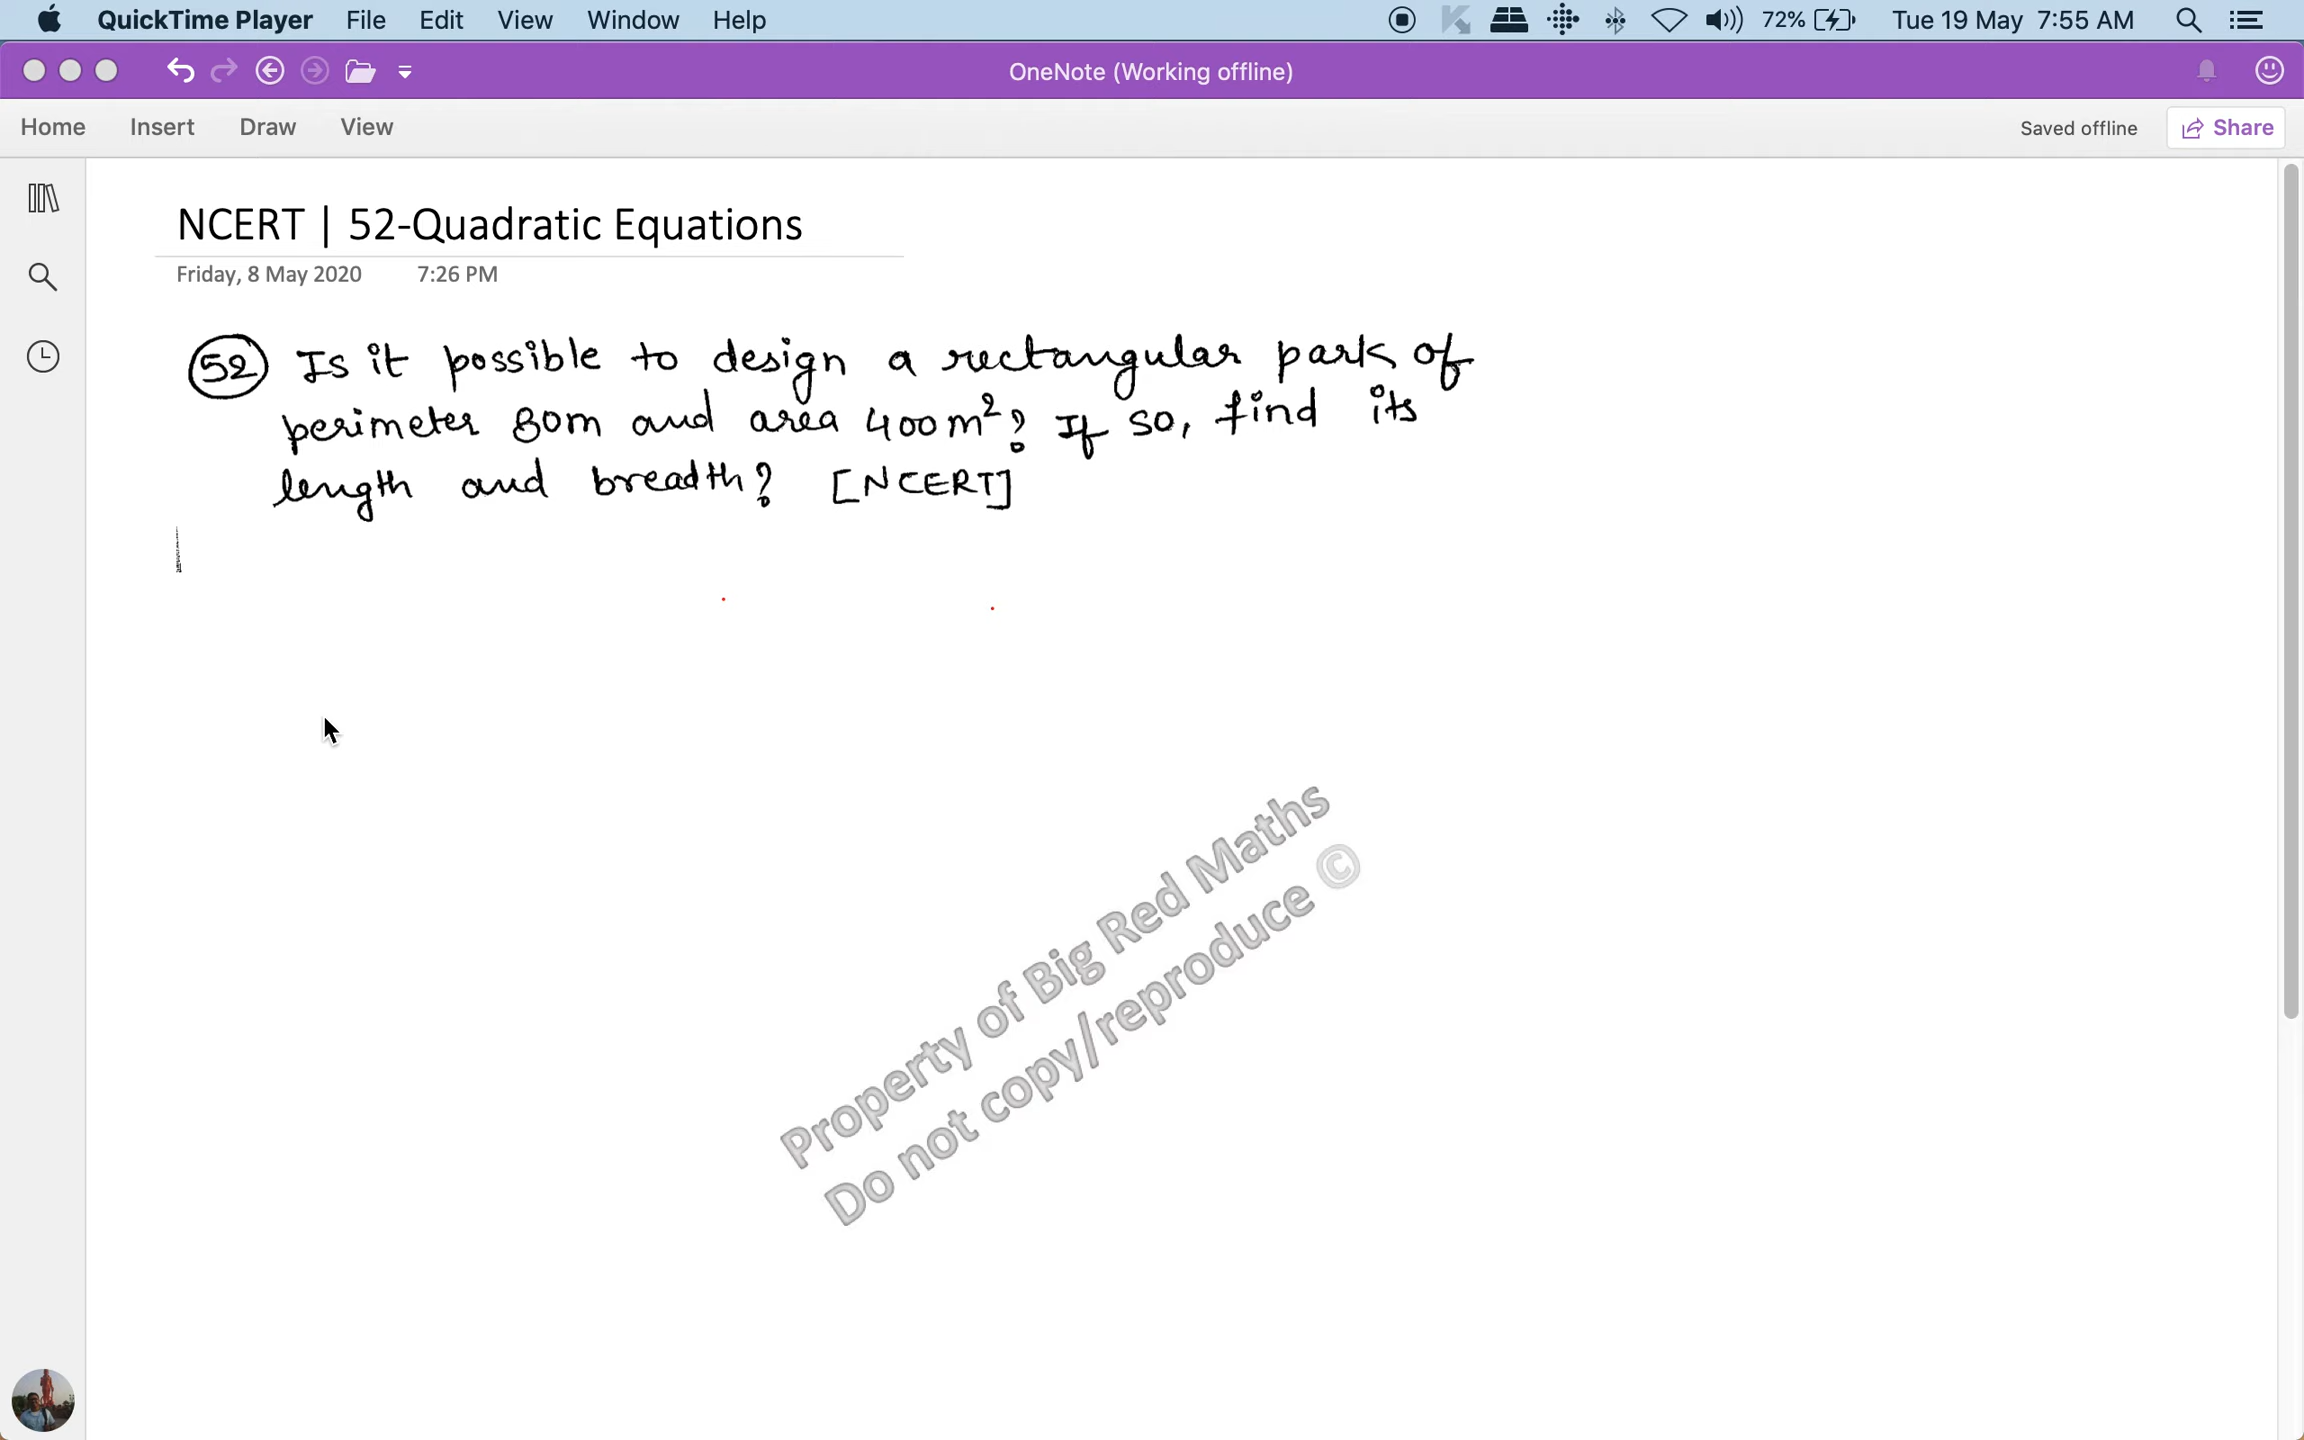 QuickTime Player File Edit View Window Help 72% Tue 19 May 7:55 AM
OneNote (Working offline)
Home Insert Draw View Saved offline Share
NCERT | 52-Quadratic Equations
Friday, 8 May 2020 7:26 PM
52 Is it possible to design a rectangular park of
perimeter 80m and area 400m²? If so, find its
length and breadth? [NCERT]
Property of Big Red Maths
Do not copy/reproduce ©